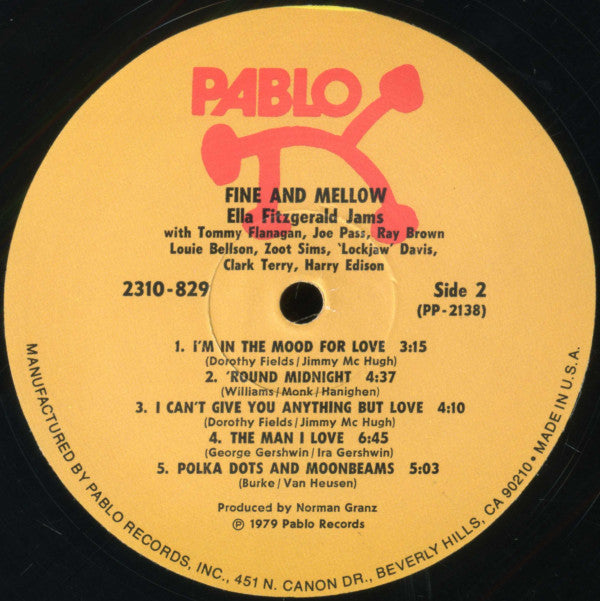 PABLO
FINE AND MELLOW
Ella Fitzgerald Jams
with Tommy Flanagan, Joe Pass, Ray Brown
Louie Bellson, Zoot Sims, 'Lockjaw' Davis,
Clark Terry, Harry Edison
2310-829
Side 2
(PP-2138)
1. I'M IN THE MOOD FOR LOVE 3:15
(Dorothy Fields/Jimmy Mc Hugh)
2. 'ROUND MIDNIGHT 4:37
(Williams/Monk/Hanighen)
3. I CAN'T GIVE YOU ANYTHING BUT LOVE 4:10
(Dorothy Fields/Jimmy Mc Hugh)
4. THE MAN I LOVE 6:45
(George Gershwin/Ira Gershwin)
5. POLKA DOTS AND MOONBEAMS 5:03
(Burke/Van Heusen)
Produced by Norman Granz
℗ 1979 Pablo Records
MANUFACTURED BY PABLO RECORDS, INC., 451 N. CANON DR., BEVERLY HILLS, CA 90210 • MADE IN U.S.A.